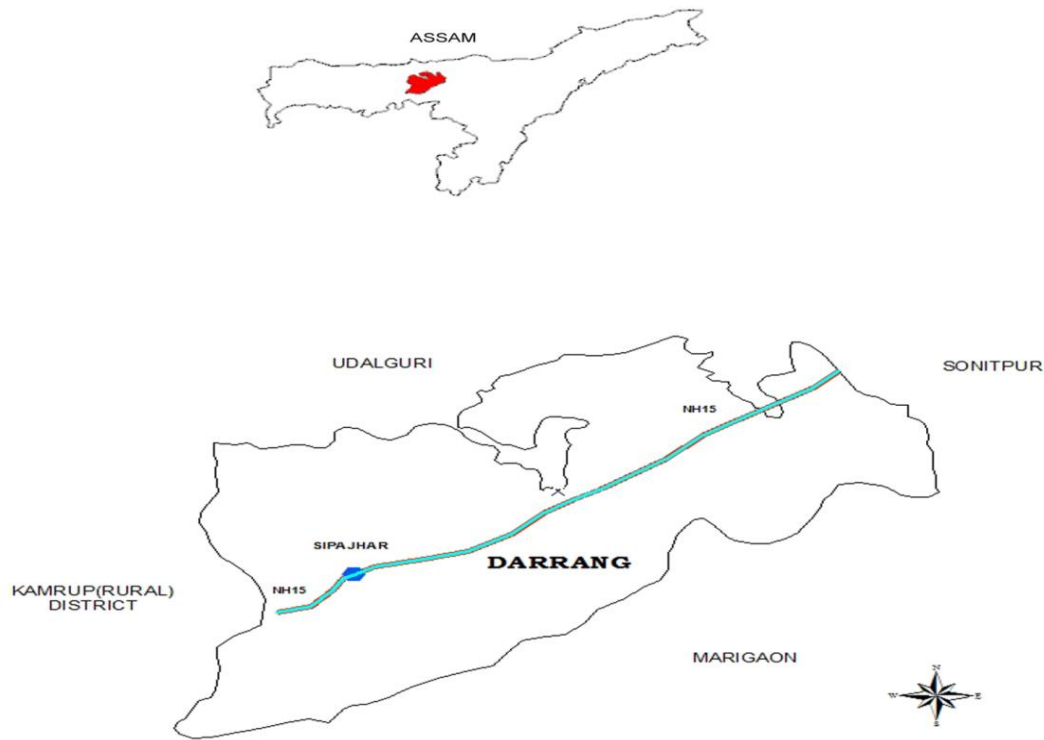 ASSAM
UDALGURI
SONITPUR
NH15
SIPAJHAR
DARRANG
NH15
KAMRUP(RURAL)
DISTRICT
MARIGAON
N
W
E
S